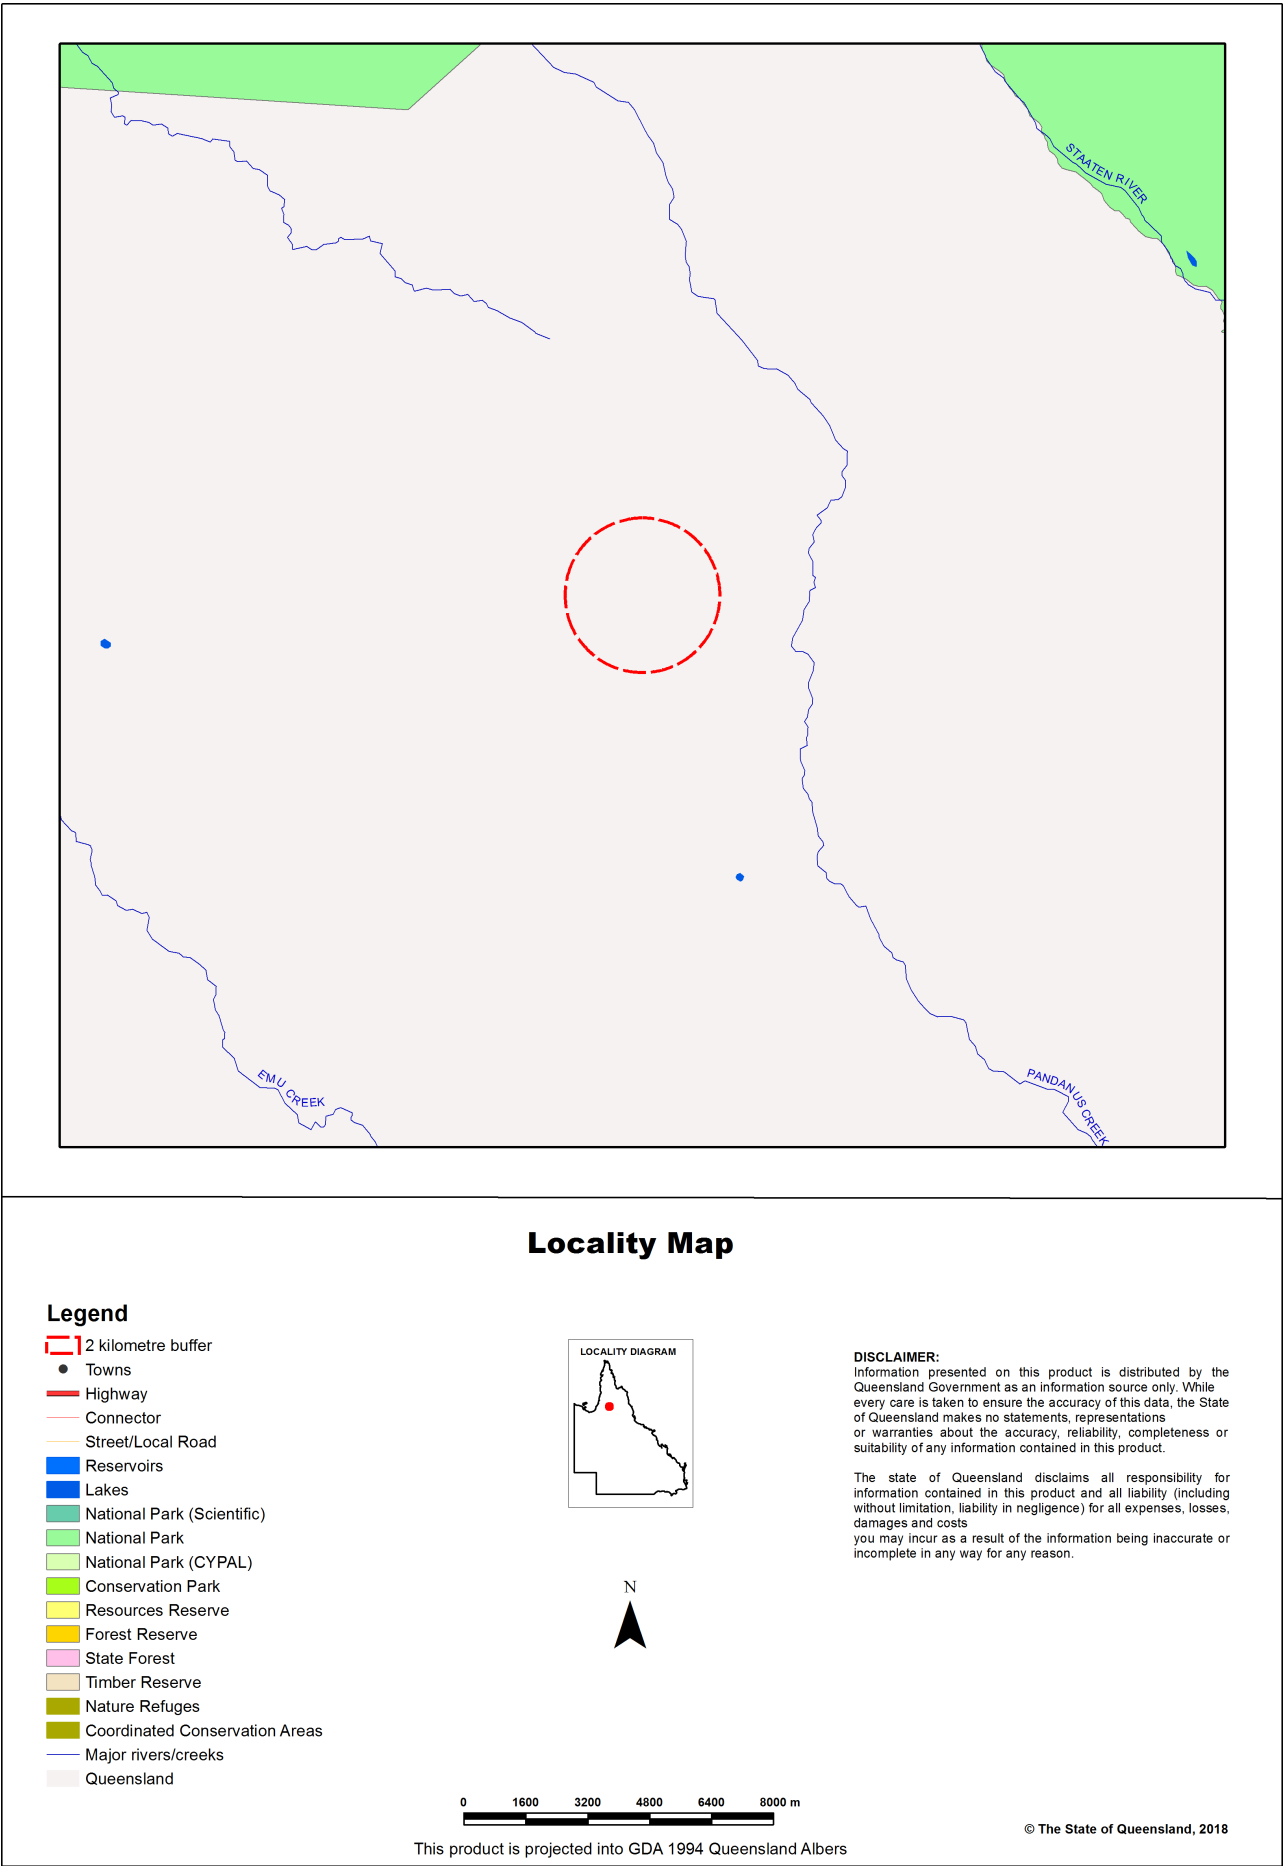 STAATEN RIVER
EMU CREEK
PANDANUS CREEK
Locality Map
Legend
2 kilometre buffer
Towns
Highway
Connector
Street/Local Road
Reservoirs
Lakes
National Park (Scientific)
National Park
National Park (CYPAL)
Conservation Park
Resources Reserve
Forest Reserve
State Forest
Timber Reserve
Nature Refuges
Coordinated Conservation Areas
Major rivers/creeks
Queensland
LOCALITY DIAGRAM
N
DISCLAIMER:
Information presented on this product is distributed by the
Queensland Government as an information source only. While
every care is taken to ensure the accuracy of this data, the State
of Queensland makes no statements, representations
or warranties about the accuracy, reliability, completeness or
suitability of any information contained in this product.
The state of Queensland disclaims all responsibility for
information contained in this product and all liability (including
without limitation, liability in negligence) for all expenses, losses,
damages and costs
you may incur as a result of the information being inaccurate or
incomplete in any way for any reason.
0 1600 3200 4800 6400 8000 m
This product is projected into GDA 1994 Queensland Albers
© The State of Queensland, 2018